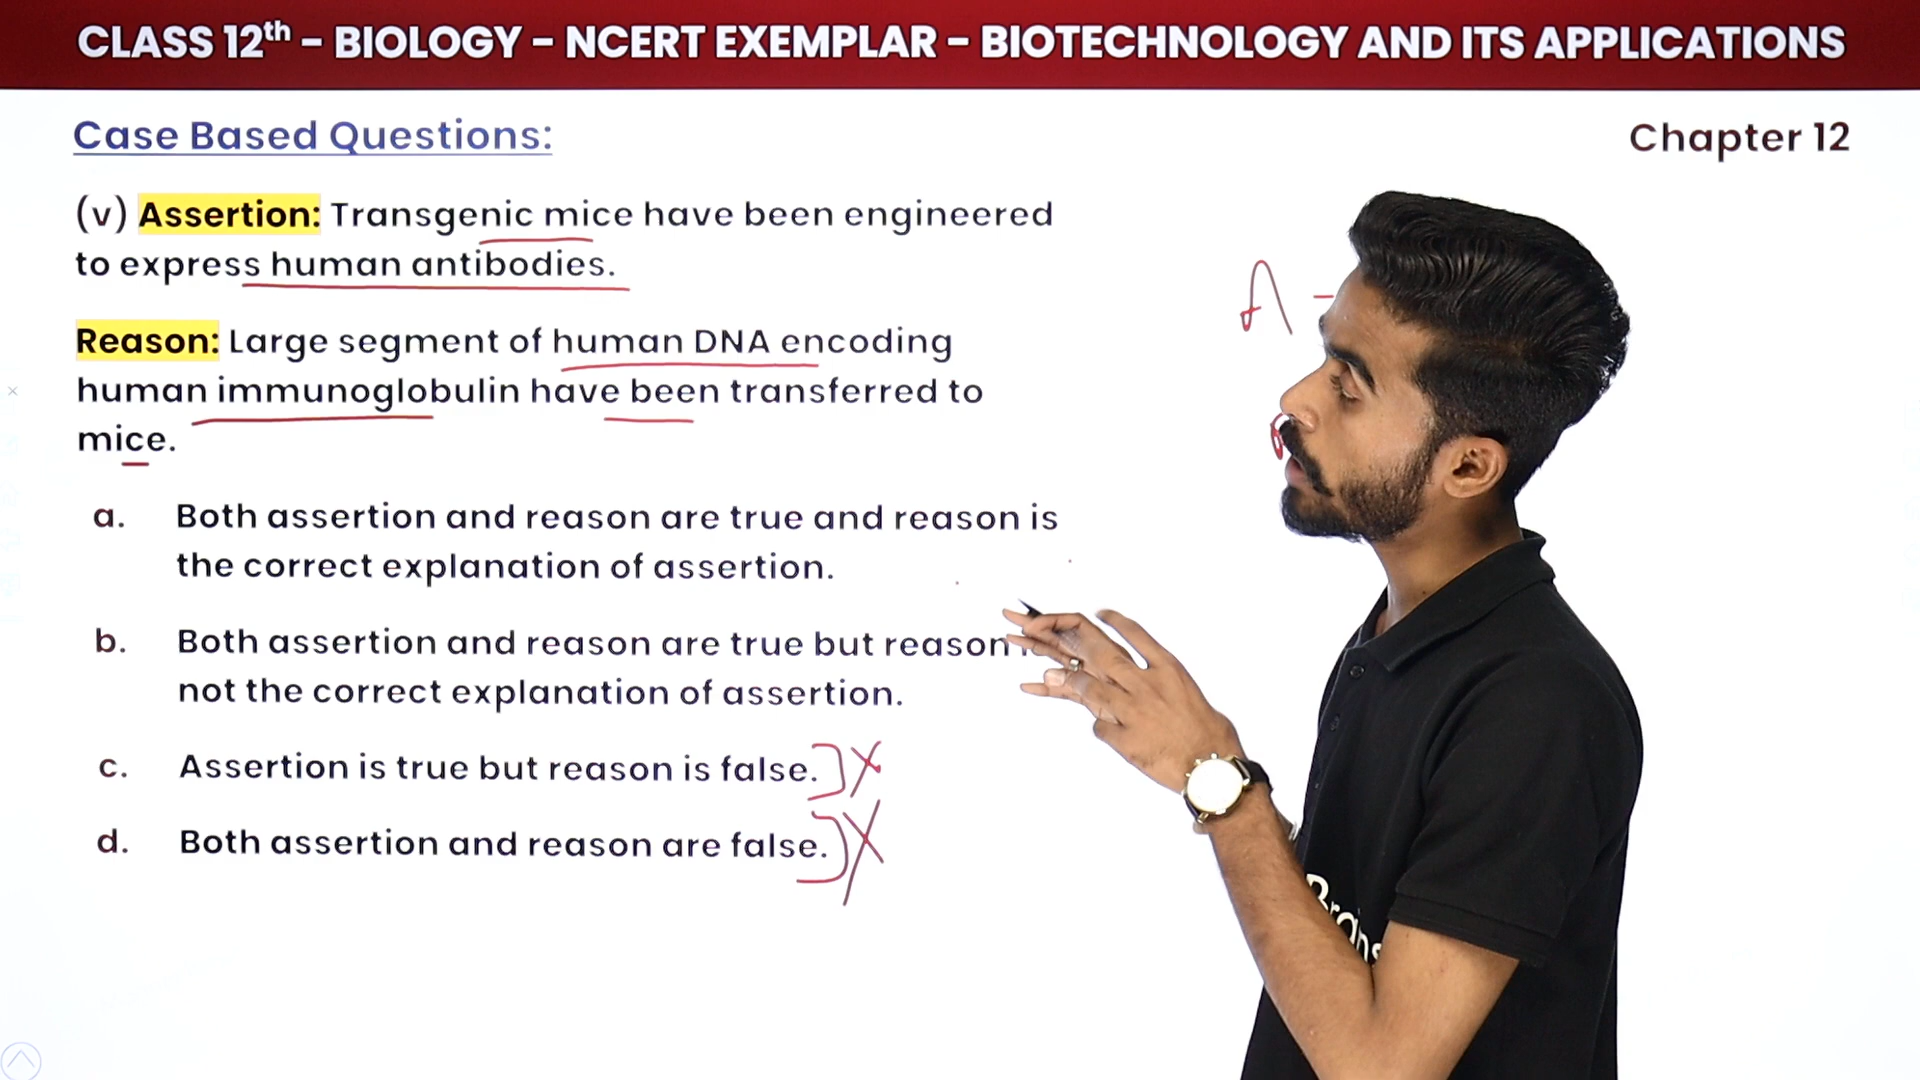 CLASS 12th – BIOLOGY – NCERT EXEMPLAR – BIOTECHNOLOGY AND ITS APPLICATIONS
Case Based Questions:
Chapter 12
(v) Assertion: Transgenic mice have been engineered
to express human antibodies.
A -
Reason: Large segment of human DNA encoding
human immunoglobulin have been transferred to
mice.
a. Both assertion and reason are true and reason is
the correct explanation of assertion.
b. Both assertion and reason are true but reason
not the correct explanation of assertion.
c. Assertion is true but reason is false.
d. Both assertion and reason are false.